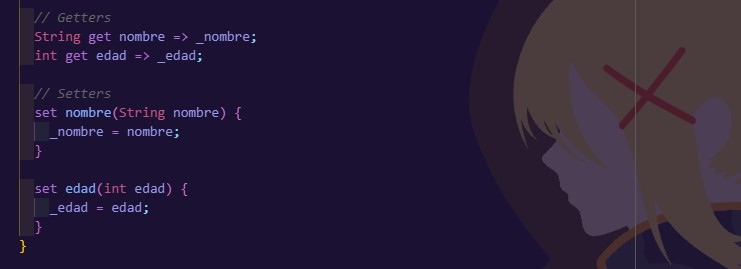 // Getters
String get nombre => _nombre;
int get edad => _edad;
// Setters
set nombre(String nombre) {
_nombre = nombre;
}
set edad(int edad) {
_edad = edad;
}
}